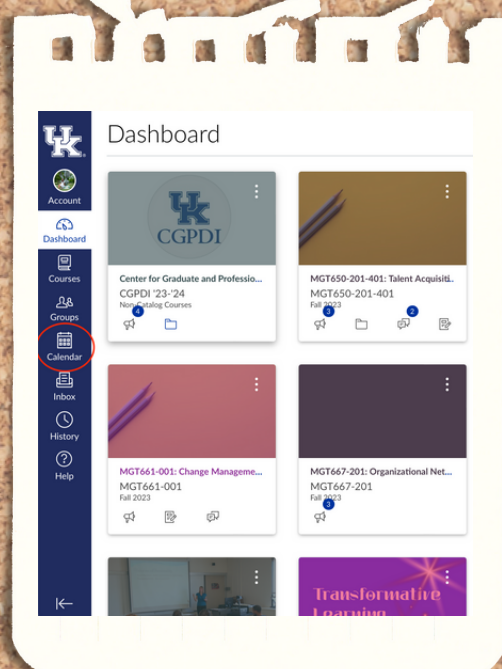 UK
Dashboard
Account
Dashboard
Courses
Groups
Calendar
Inbox
History
Help
UK
CGPDI
Center for Graduate and Professio...
CGPDI '23-'24
Non-Catalog Courses
4
MGT650-201-401: Talent Acquisiti..
MGT650-201-401
Fall 2023
3
2
MGT661-001: Change Manageme...
MGT661-001
Fall 2023
MGT667-201: Organizational Net...
MGT667-201
Fall 2023
3
Transformative
Learning